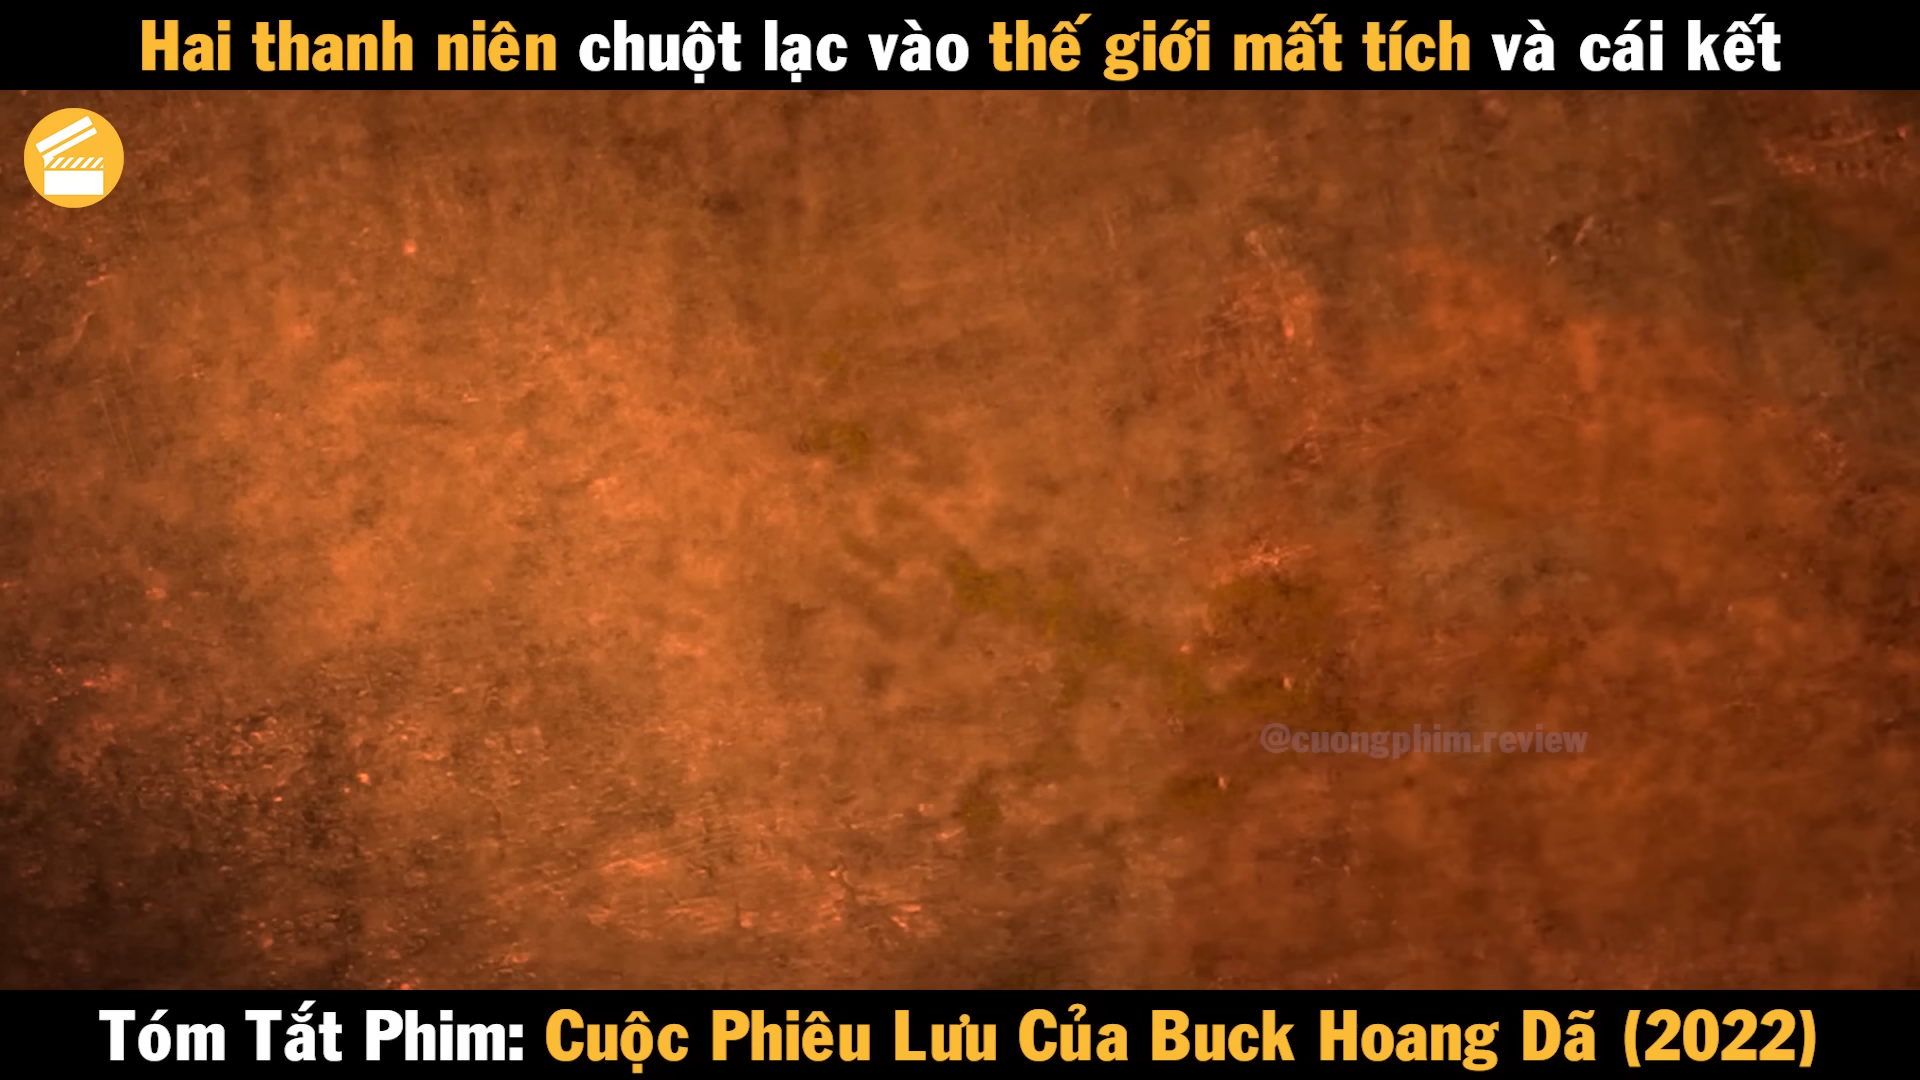 Hai thanh niên chuột lạc vào thế giới mất tích và cái kết
@cuongphim.review
Tóm Tắt Phim: Cuộc Phiêu Lưu Của Buck Hoang Dã (2022)